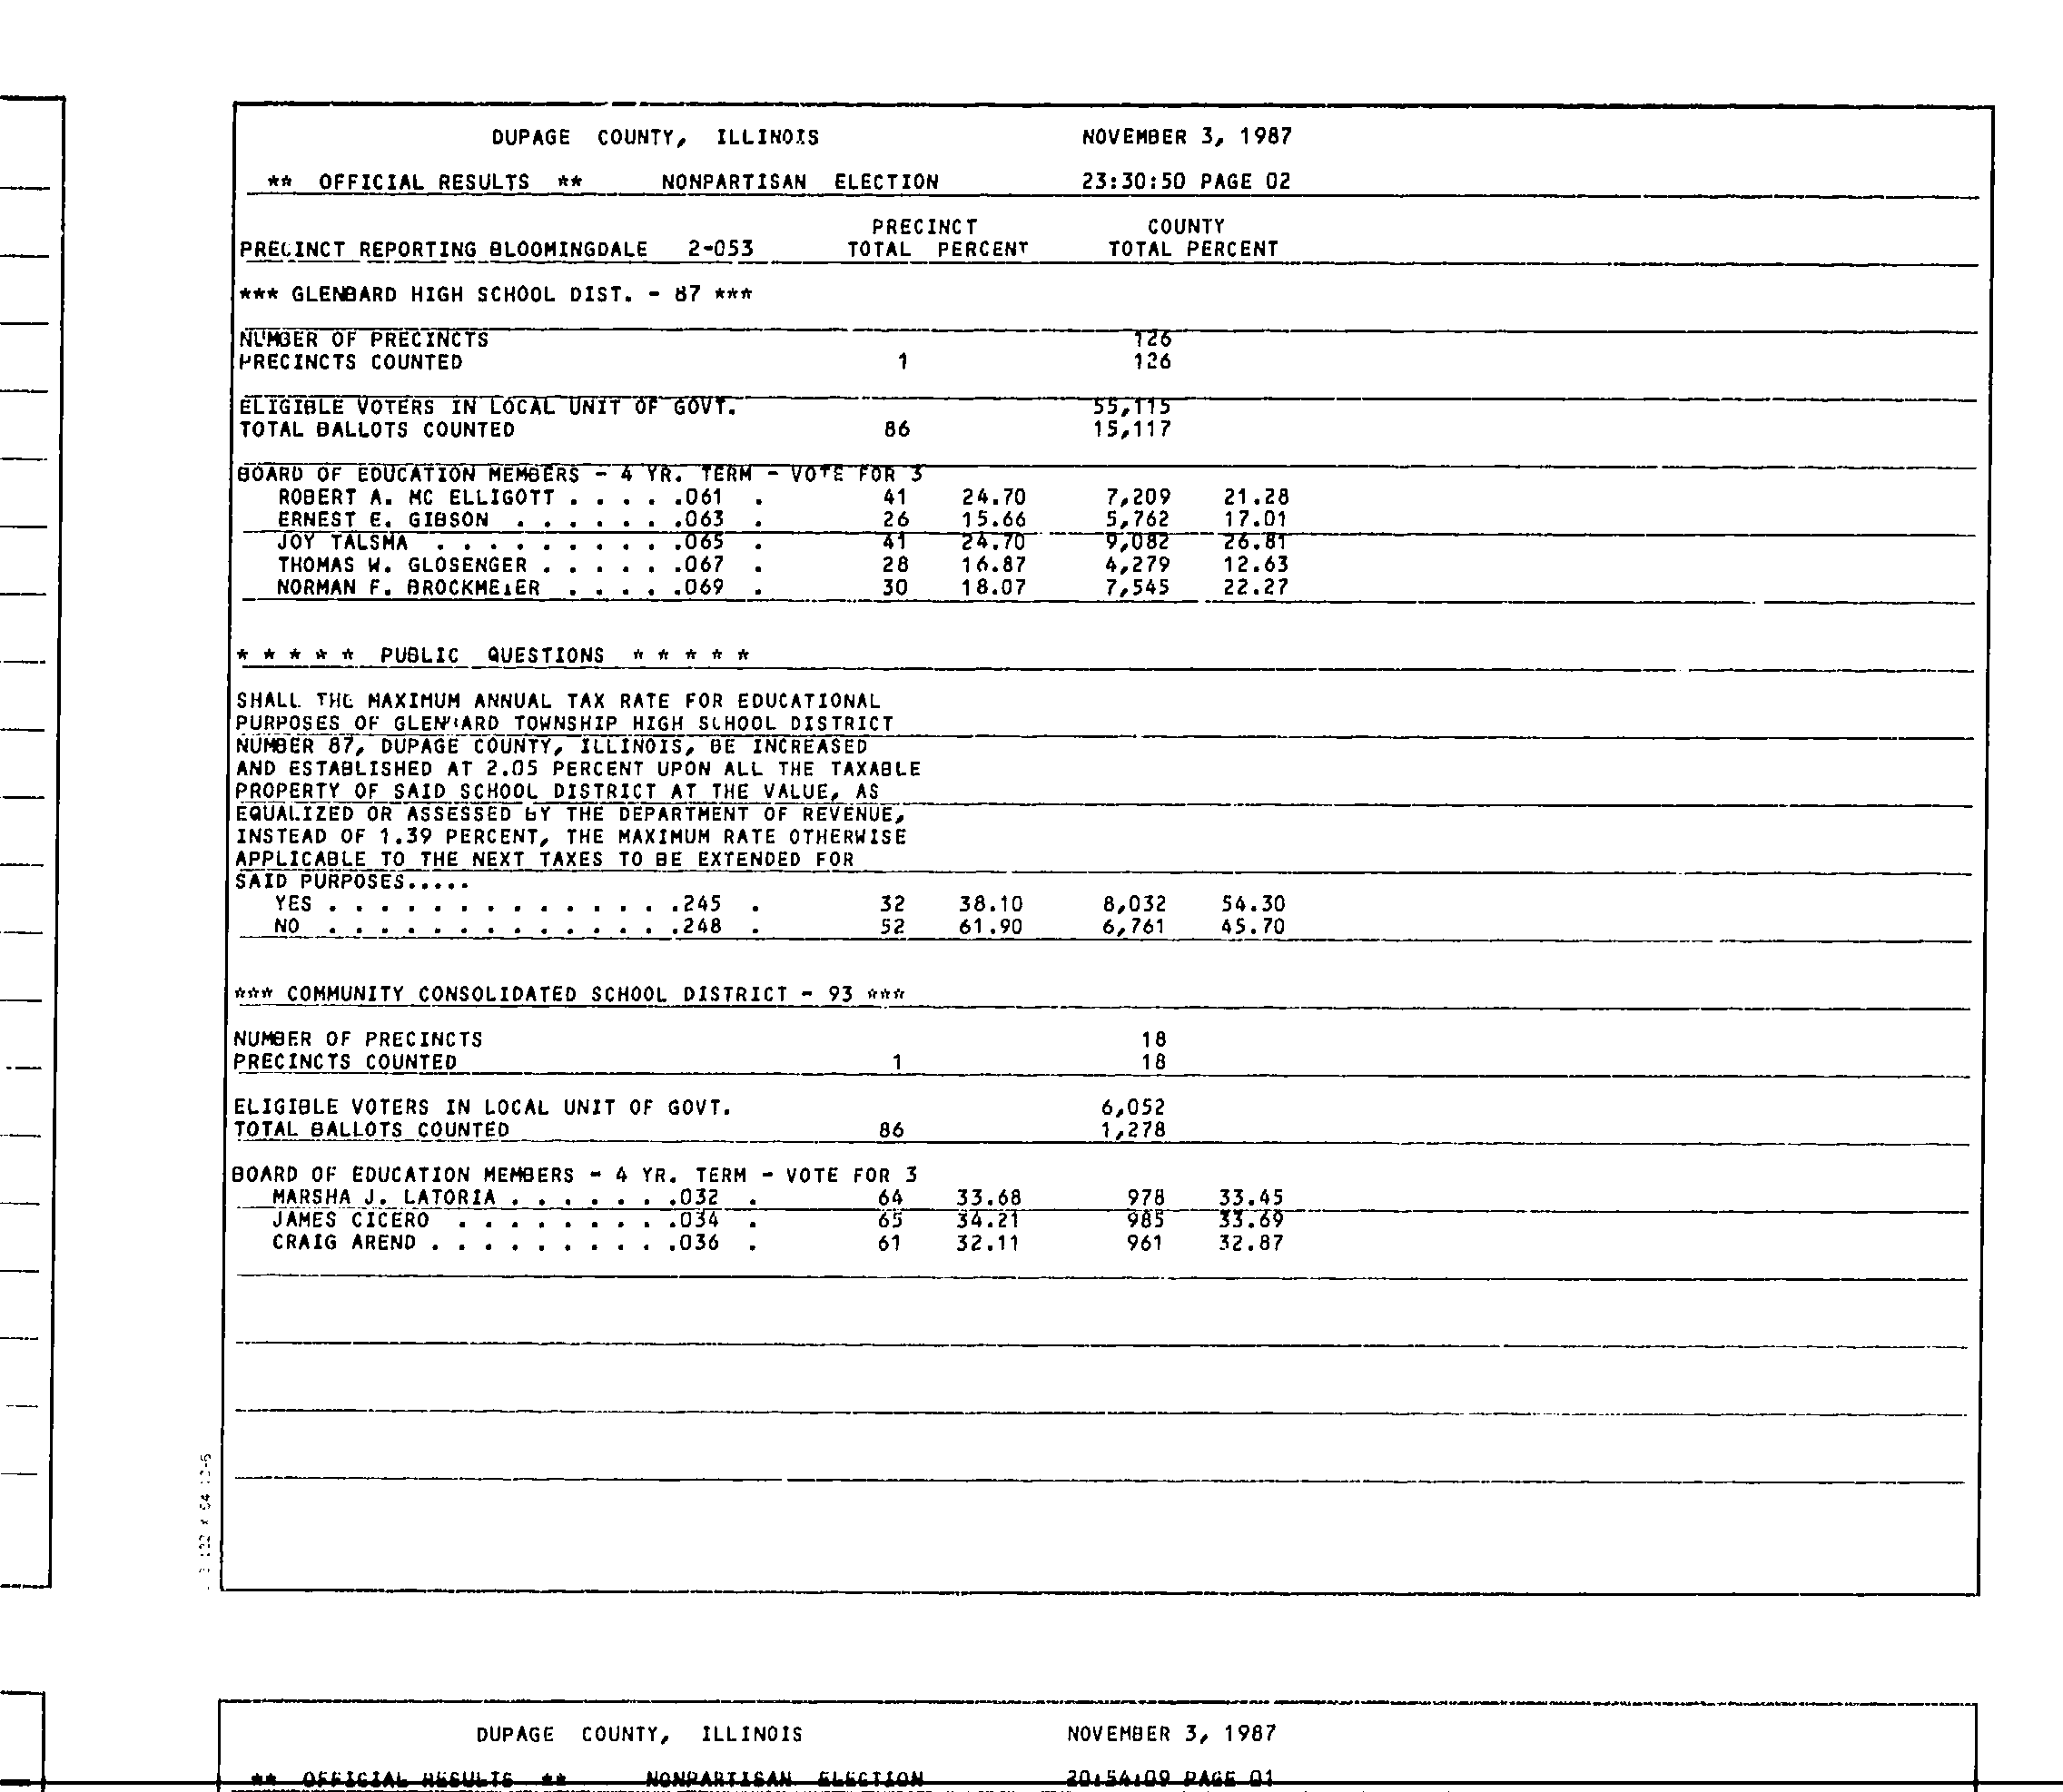 DUPAGE COUNTY, ILLINOIS NOVEMBER 3, 1987
** OFFICIAL RESULTS ** NONPARTISAN ELECTION 23:30:50 PAGE 02
PRECINCT COUNTY
PRECINCT REPORTING BLOOMINGDALE 2-053 TOTAL PERCENT TOTAL PERCENT
*** GLENBARD HIGH SCHOOL DIST. - 87 ***
NUMBER OF PRECINCTS 126
PRECINCTS COUNTED 1 126
ELIGIBLE VOTERS IN LOCAL UNIT OF GOVT. 55,115
TOTAL BALLOTS COUNTED 86 15,117
BOARD OF EDUCATION MEMBERS - 4 YR. TERM - VOTE FOR 3
ROBERT A. MC ELLIGOTT . . . . .061 . 41 24.70 7,209 21.28
ERNEST E. GIBSON . . . . . . .063 . 26 15.66 5,762 17.01
JOY TALSMA . . . . . . . . . .065 . 41 24.70 9,082 26.81
THOMAS W. GLOSENGER . . . . . .067 . 28 16.87 4,279 12.63
NORMAN F. BROCKMEIER . . . . .069 . 30 18.07 7,545 22.27
* * * * * PUBLIC QUESTIONS * * * * *
SHALL THE MAXIMUM ANNUAL TAX RATE FOR EDUCATIONAL
PURPOSES OF GLENBARD TOWNSHIP HIGH SCHOOL DISTRICT
NUMBER 87, DUPAGE COUNTY, ILLINOIS, BE INCREASED
AND ESTABLISHED AT 2.05 PERCENT UPON ALL THE TAXABLE
PROPERTY OF SAID SCHOOL DISTRICT AT THE VALUE, AS
EQUALIZED OR ASSESSED BY THE DEPARTMENT OF REVENUE,
INSTEAD OF 1.39 PERCENT, THE MAXIMUM RATE OTHERWISE
APPLICABLE TO THE NEXT TAXES TO BE EXTENDED FOR
SAID PURPOSES.....
YES . . . . . . . . . . . . . .245 . 32 38.10 8,032 54.30
NO . . . . . . . . . . . . . .248 . 52 61.90 6,761 45.70
*** COMMUNITY CONSOLIDATED SCHOOL DISTRICT - 93 ***
NUMBER OF PRECINCTS 18
PRECINCTS COUNTED 1 18
ELIGIBLE VOTERS IN LOCAL UNIT OF GOVT. 6,052
TOTAL BALLOTS COUNTED 86 1,278
BOARD OF EDUCATION MEMBERS - 4 YR. TERM - VOTE FOR 3
MARSHA J. LATORIA . . . . . . .032 . 64 33.68 978 33.45
JAMES CICERO . . . . . . . . .034 . 65 34.21 985 33.69
CRAIG AREND . . . . . . . . . .036 . 61 32.11 961 32.87
DUPAGE COUNTY, ILLINOIS NOVEMBER 3, 1987
** OFFICIAL RESULTS ** NONPARTISAN ELECTION 20:54:09 PAGE 01